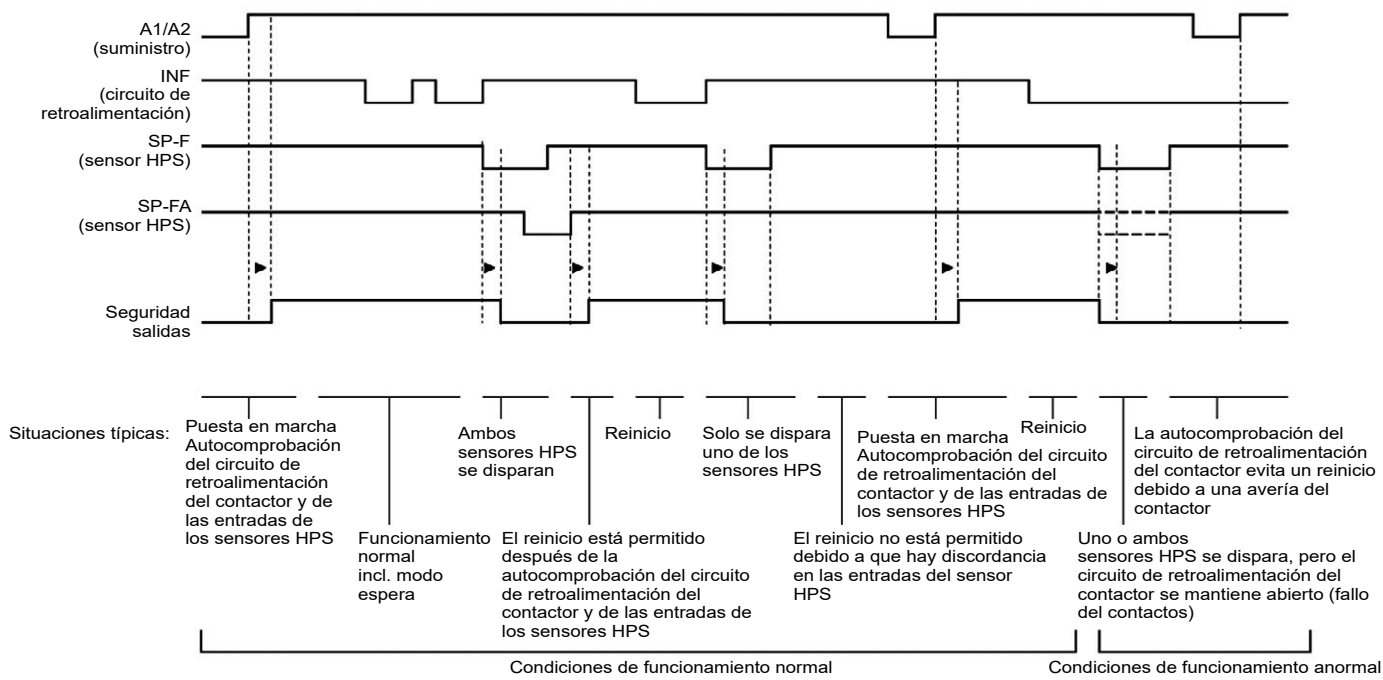 A1/A2
(suministro)
INF
(circuito de
retroalimentación)
SP-F
(sensor HPS)
SP-FA
(sensor HPS)
Seguridad
salidas
Situaciones típicas:
Puesta en marcha
Autocomprobación
del circuito de
retroalimentación
del contactor y de
las entradas de
los sensores HPS
Funcionamiento
normal
incl. modo
espera
Ambos
sensores HPS
se disparan
El reinicio está permitido
después de la
autocomprobación del circuito
de retroalimentación del
contactor y de las entradas de
los sensores HPS
Reinicio
Solo se dispara
uno de los
sensores HPS
El reinicio no está permitido
debido a que hay discordancia
en las entradas del sensor
HPS
Puesta en marcha
Autocomprobación del circuito
de retroalimentación del
contactor y de las entradas de
los sensores HPS
Reinicio
Uno o ambos
sensores HPS se dispara, pero el
circuito de retroalimentación del
contactor se mantiene abierto (fallo
del contactos)
La autocomprobación del
circuito de retroalimentación
del contactor evita un reinicio
debido a una avería del
contactor
Condiciones de funcionamiento normal
Condiciones de funcionamiento anormal